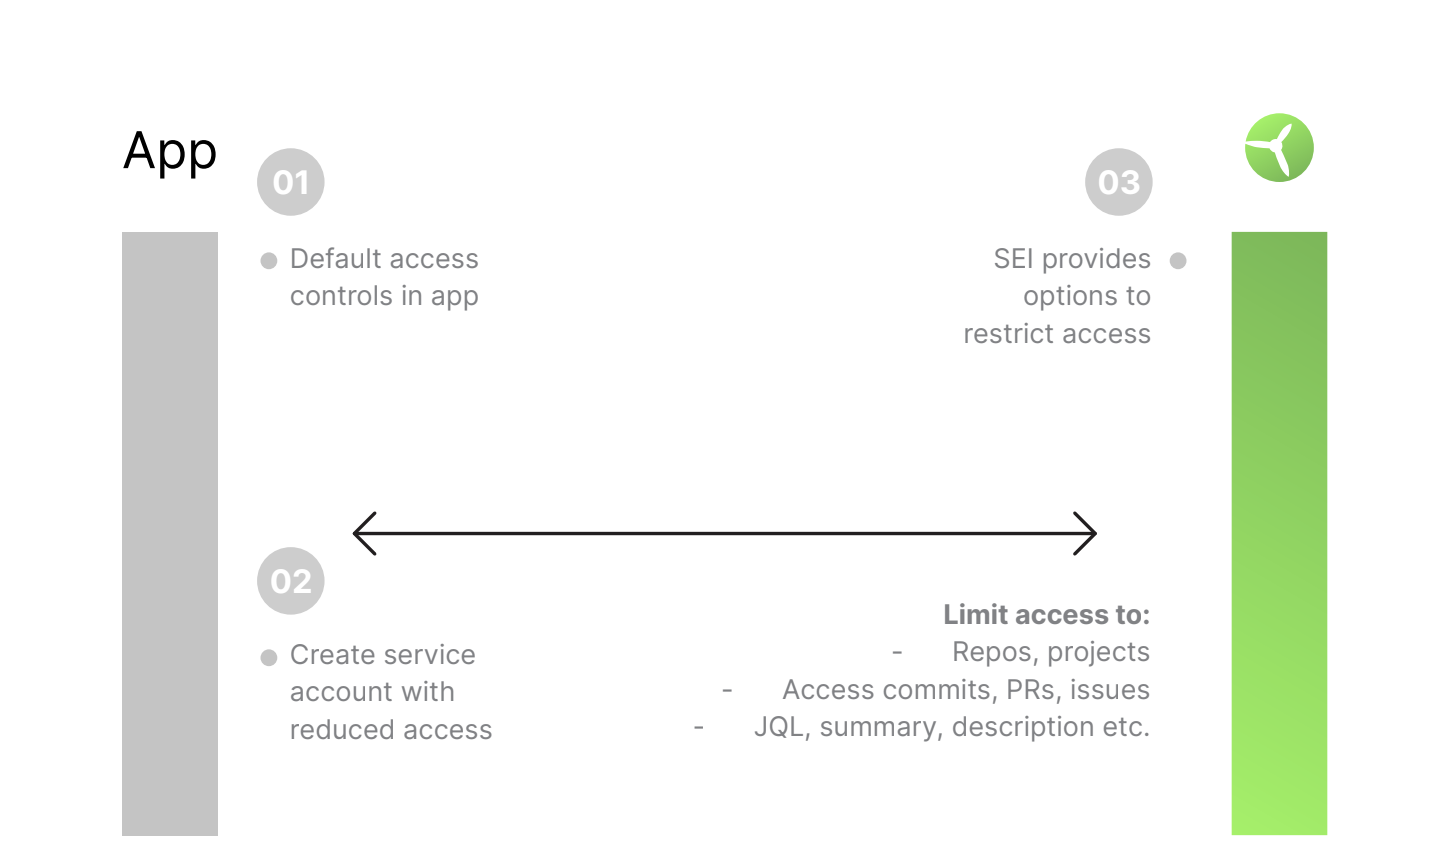 App
01
Default access
controls in app
02
Create service
account with
reduced access
03
SEI provides
options to
restrict access
Limit access to:
- Repos, projects
- Access commits, PRs, issues
- JQL, summary, description etc.